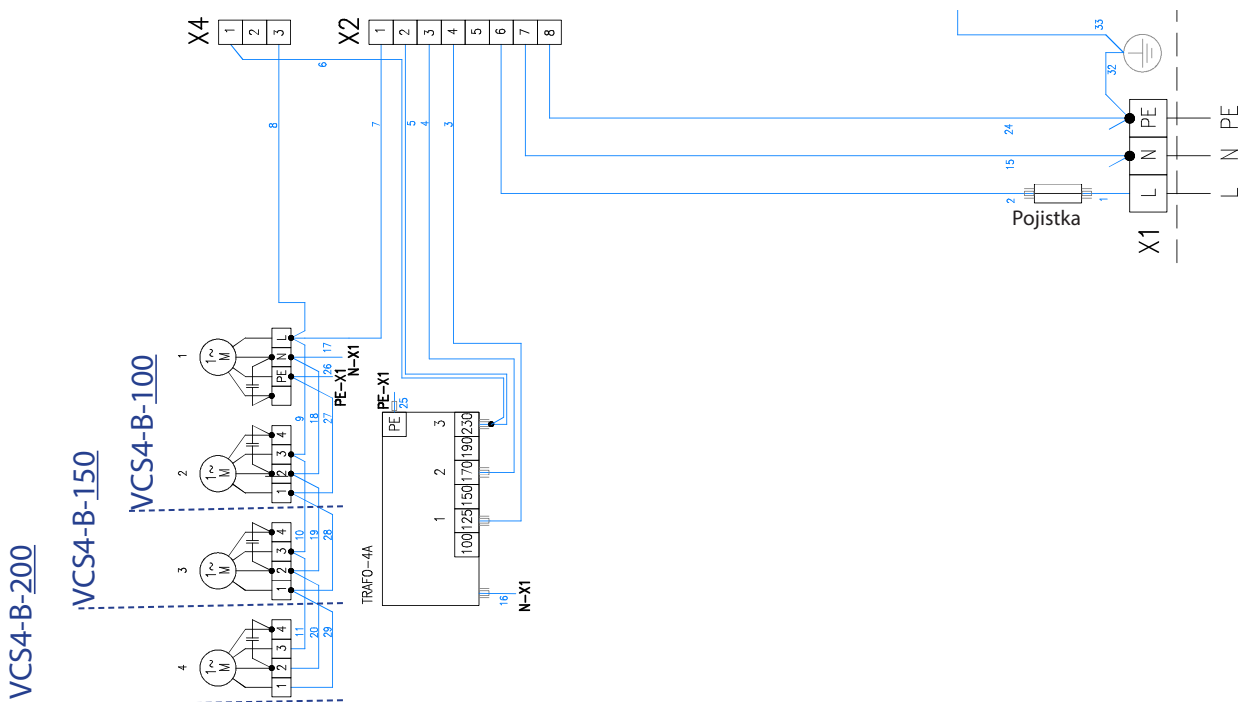 X4
1
2
3
X2
1
2
3
4
5
6
7
8
33
32
6
8
7
5
4
3
24
15
2
1
Pojistka
PE
N
L
X1
PE
N
L
VCS4-B-100
VCS4-B-150
VCS4-B-200
1
1~
M
L
N
PE
17
N-X1
26
PE-X1
27
9
18
2
1~
M
4
3
2
1
10
19
28
3
1~
M
4
3
2
1
11
20
29
4
1~
M
4
3
2
1
TRAFO-4A
PE
PE-X1
25
3
2
1
230
190
170
150
125
100
16
N-X1